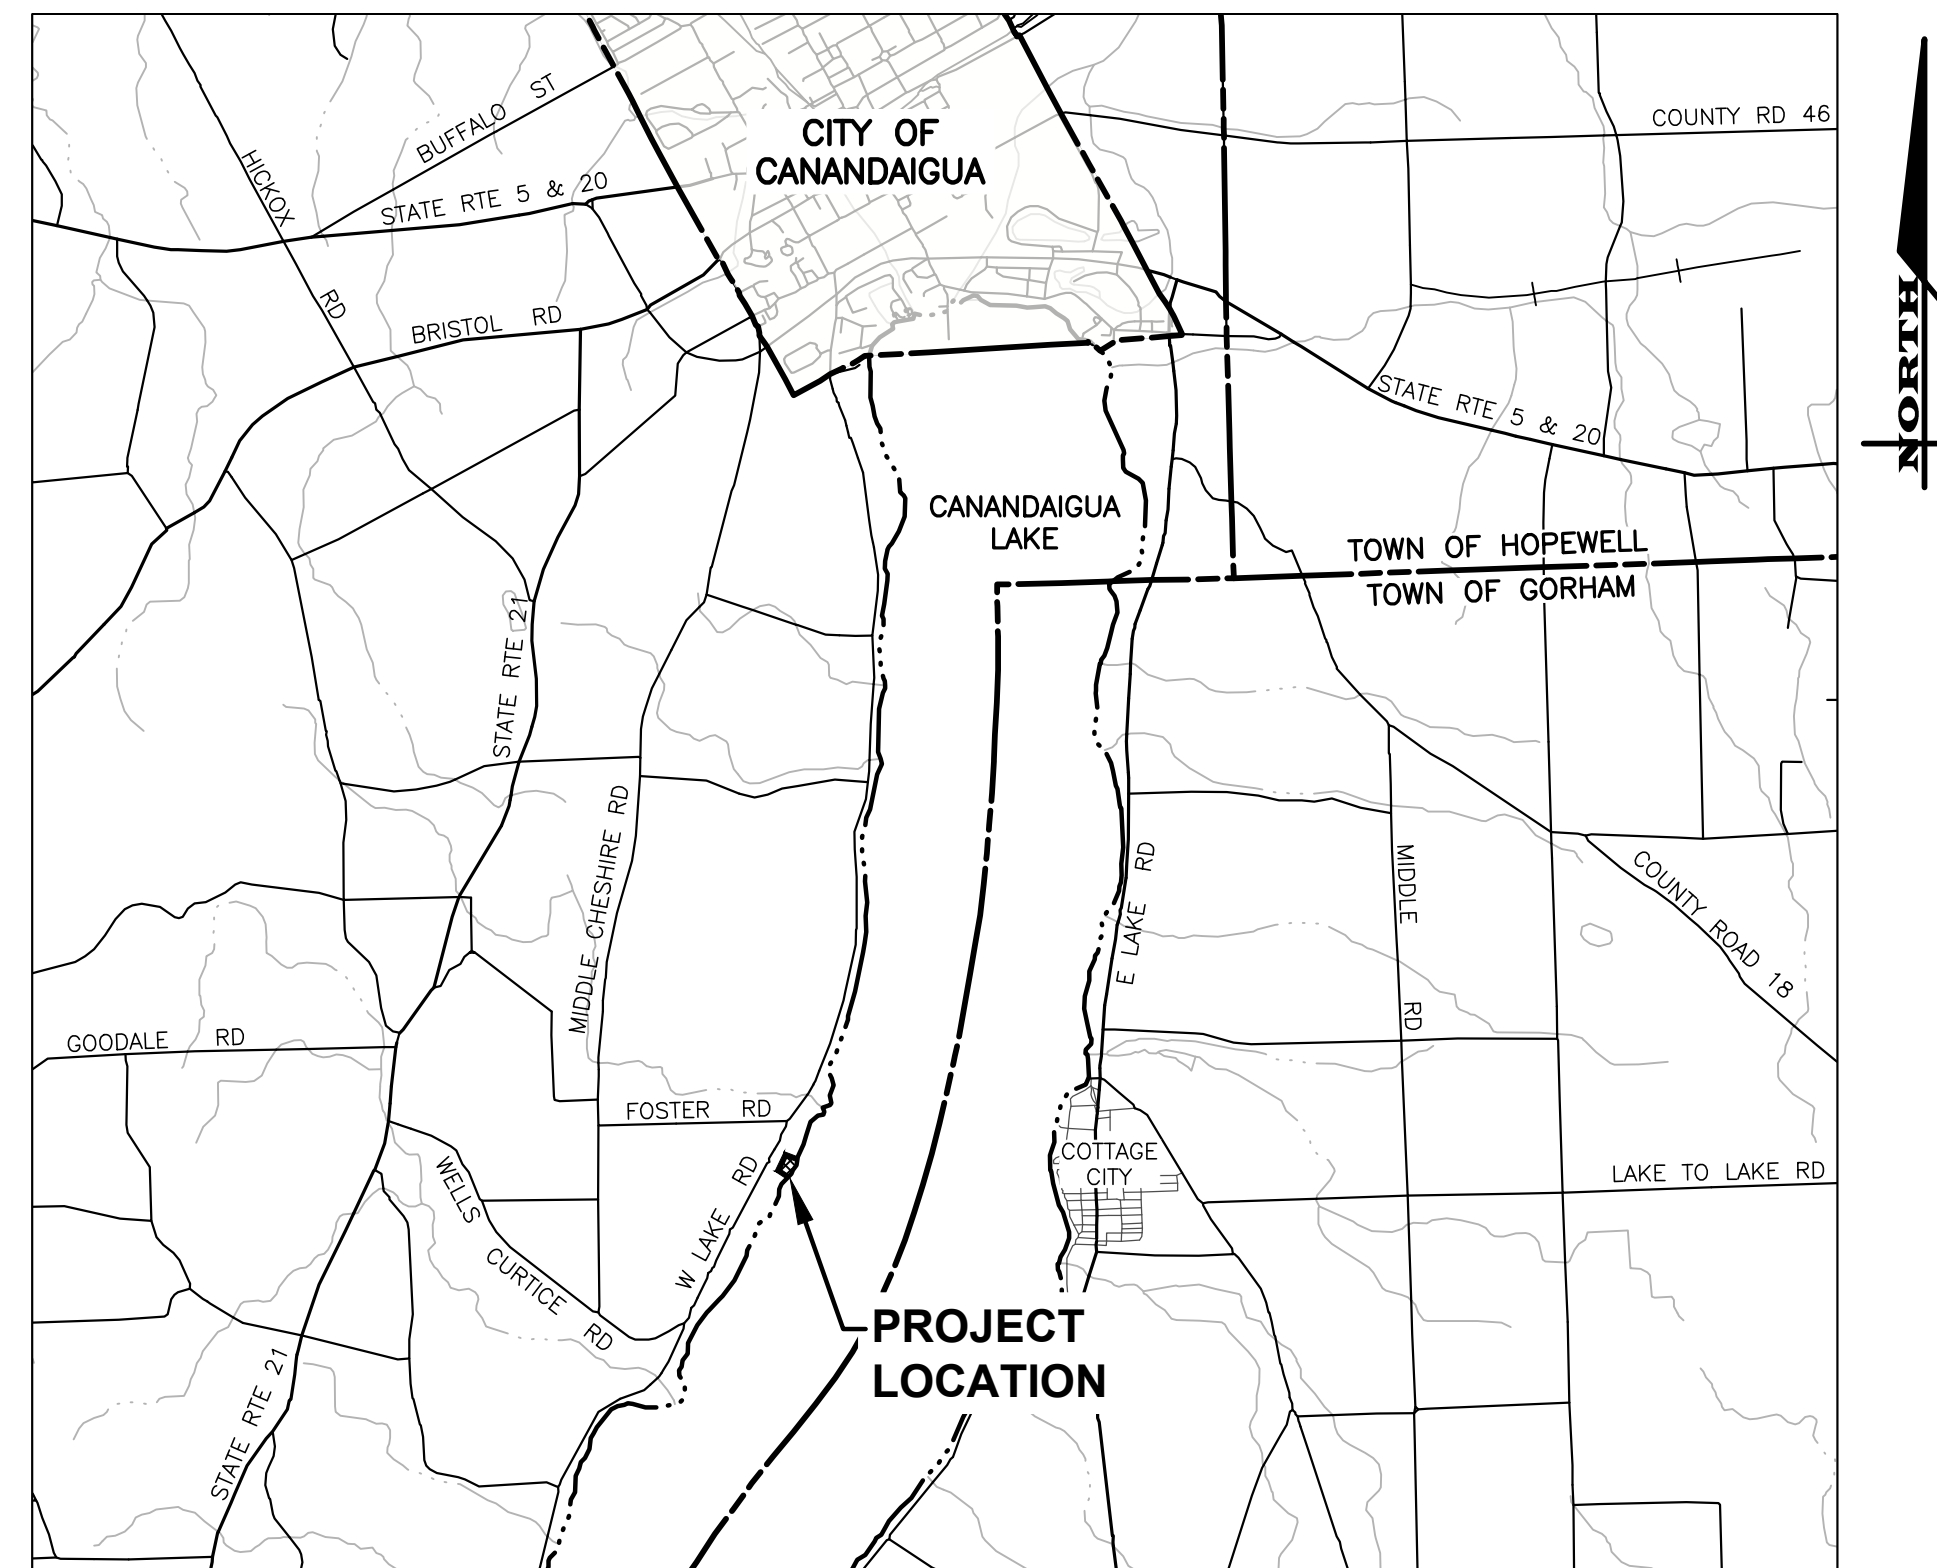 CITY OF
CANANDAIGUA
BUFFALO ST
COUNTY RD 46
HICKOX RD
STATE RTE 5 & 20
BRISTOL RD
NORTH
STATE RTE 5 & 20
CANANDAIGUA
LAKE
TOWN OF HOPEWELL
TOWN OF GORHAM
STATE RTE 21
MIDDLE CHESHIRE RD
E LAKE RD
MIDDLE RD
COUNTY ROAD 18
GOODALE RD
FOSTER RD
COTTAGE
CITY
LAKE TO LAKE RD
WELLS CURTICE RD
W LAKE RD
PROJECT
LOCATION
STATE RTE 21